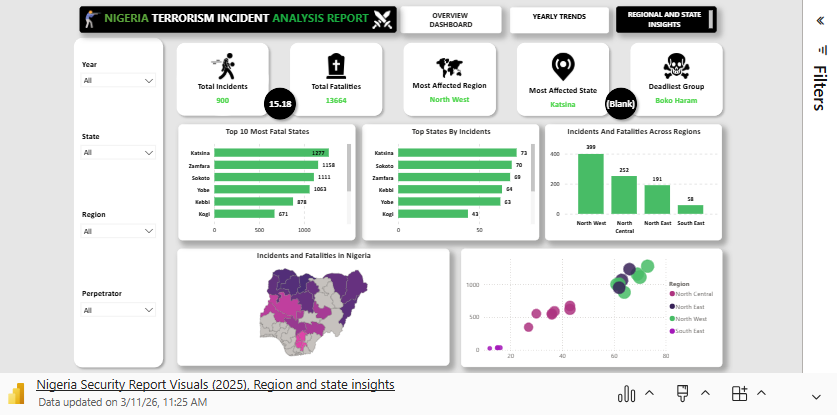 NIGERIA TERRORISM INCIDENT ANALYSIS REPORT
OVERVIEW
DASHBOARD
YEARLY TRENDS
REGIONAL AND STATE
INSIGHTS
Filters
Year
All
State
All
Region
All
Perpetrator
All
Total Incidents
900
15.18
Total Fatalities
13664
Most Affected Region
North West
Most Affected State
Katsina
(Blank)
Deadliest Group
Boko Haram
Top 10 Most Fatal States
Katsina 1277
Zamfara 1158
Sokoto 1111
Yobe 1063
Kebbi 878
Kogi 671
0 500 1000
Top States By Incidents
Katsina 73
Sokoto 70
Zamfara 69
Kebbi 64
Yobe 63
Kogi 43
0 50
Incidents And Fatalities Across Regions
400
200
0
399
252
191
58
North West
North
Central
North East
South East
Incidents and Fatalities in Nigeria
1000
500
0
20 40 60 80
Region
North Central
North East
North West
South East
Nigeria Security Report Visuals (2025), Region and state insights
Data updated on 3/11/26, 11:25 AM